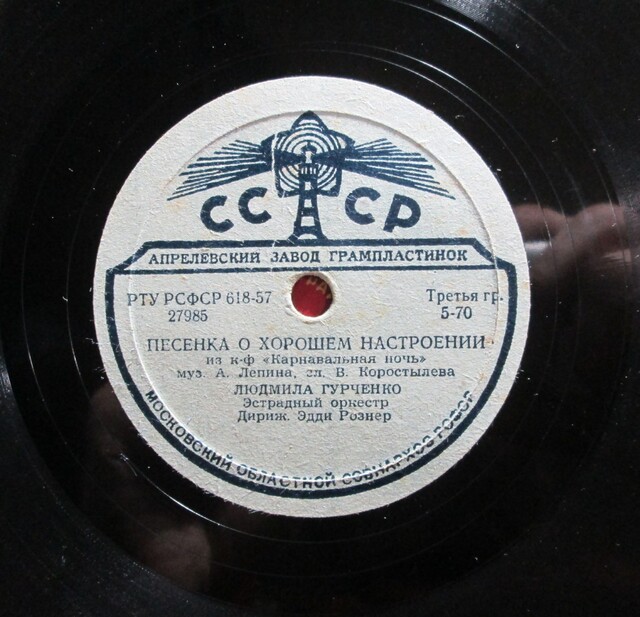 СССР
АПРЕЛЕВСКИЙ ЗАВОД ГРАМПЛАСТИНОК
РТУ РСФСР 618-57
27985
Третья гр.
5-70
ПЕСЕНКА О ХОРОШЕМ НАСТРОЕНИИ
из к-ф «Карнавальная ночь»
муз. А. Лепина, сл. В. Коростылева
ЛЮДМИЛА ГУРЧЕНКО
Эстрадный оркестр
Дириж. Эдди Рознер
МОСКОВСКИЙ ОБЛАСТНОЙ СОВНАРХОЗ РСФСР